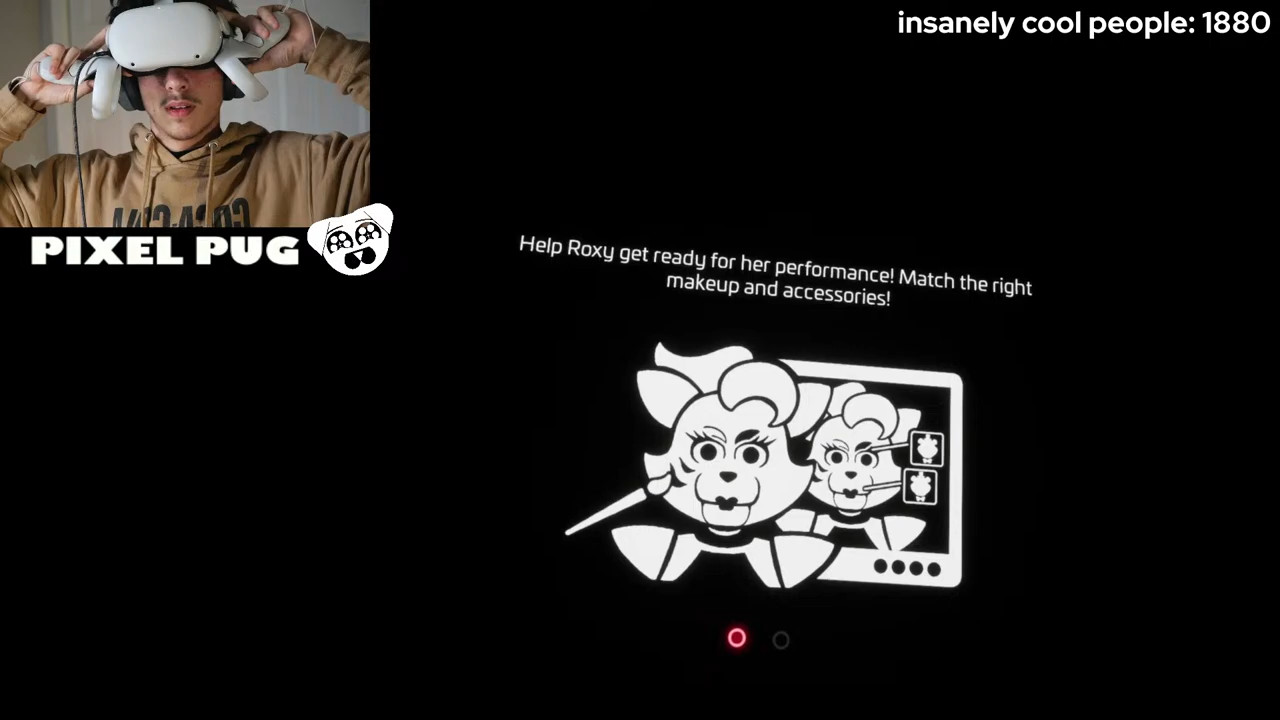 insanely cool people: 1880
PIXEL PUG
Help Roxy get ready for her performance! Match the right
makeup and accessories!